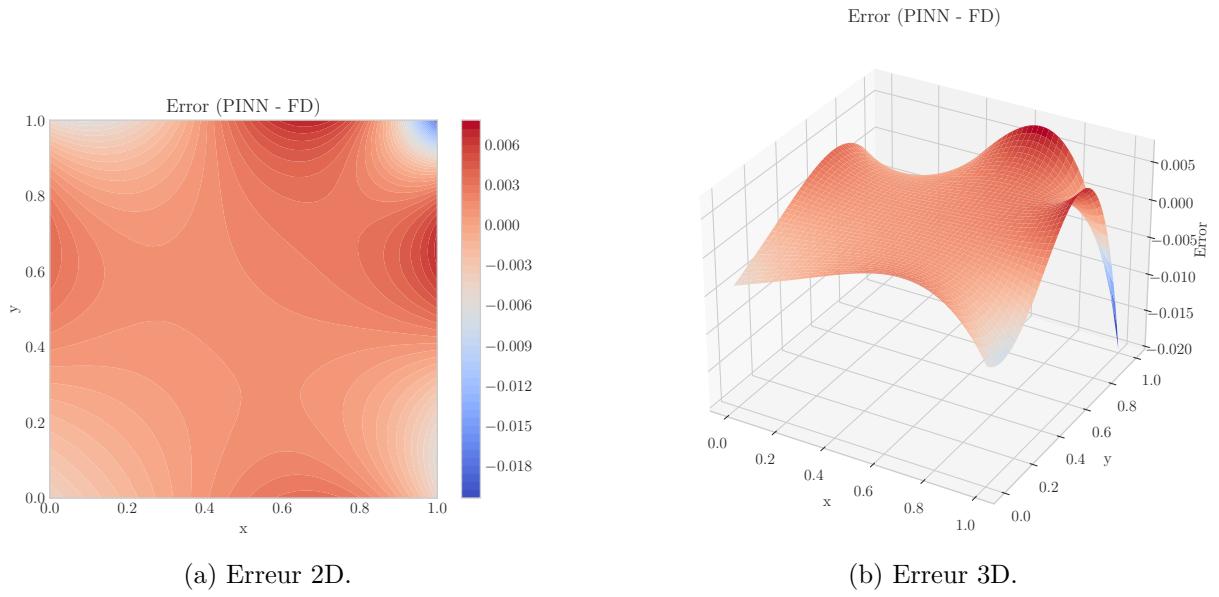 Error (PINN - FD)
1.0
0.8
0.6
0.4
0.2
0.0
y
0.0 0.2 0.4 0.6 0.8 1.0
x
0.006
0.003
0.000
−0.003
−0.006
−0.009
−0.012
−0.015
−0.018
(a) Erreur 2D.
Error (PINN - FD)
0.005
0.000
−0.005
−0.010
−0.015
−0.020
Error
0.0 0.2 0.4 0.6 0.8 1.0
x
0.0 0.2 0.4 0.6 0.8 1.0
y
(b) Erreur 3D.